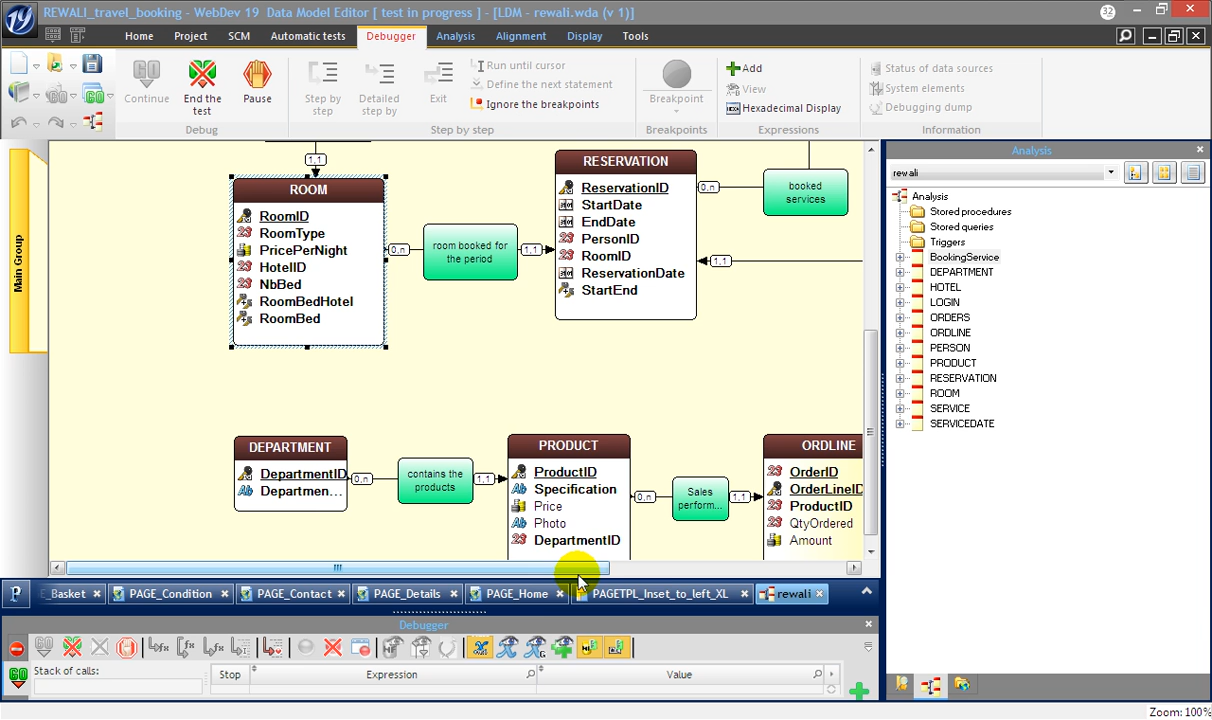 REWALI_travel_booking - WebDev 19 Data Model Editor [ test in progress ] - [LDM - rewali.wda (v 1)]
32
19
Home Project SCM Automatic tests Debugger Analysis Alignment Display Tools
Continue
End the test
Pause
Debug
Step by step
Detailed step by
Exit
Run until cursor
Define the next statement
Ignore the breakpoints
Step by step
Breakpoint
Breakpoints
Add
View
Hexadecimal Display
Expressions
Status of data sources
System elements
Debugging dump
Information
Main Group
1,1
ROOM
RoomID
RoomType
PricePerNight
HotelID
NbBed
RoomBedHotel
RoomBed
0,n
room booked for
the period
1,1
RESERVATION
ReservationID
StartDate
EndDate
PersonID
RoomID
ReservationDate
StartEnd
0,n
booked
services
1,1
DEPARTMENT
DepartmentID
Departmen...
0,n
contains the
products
1,1
PRODUCT
ProductID
Specification
Price
Photo
DepartmentID
0,n
Sales
perform...
1,1
ORDLINE
OrderID
OrderLineID
ProductID
QtyOrdered
Amount
Analysis
rewali
Analysis
Stored procedures
Stored queries
Triggers
BookingService
DEPARTMENT
HOTEL
LOGIN
ORDERS
ORDLINE
PERSON
PRODUCT
RESERVATION
ROOM
SERVICE
SERVICEDATE
E_Basket PAGE_Condition PAGE_Contact PAGE_Details PAGE_Home PAGETPL_Inset_to_left_XL rewali
Debugger
GO
Stack of calls:
Stop Expression Value
Zoom: 100%